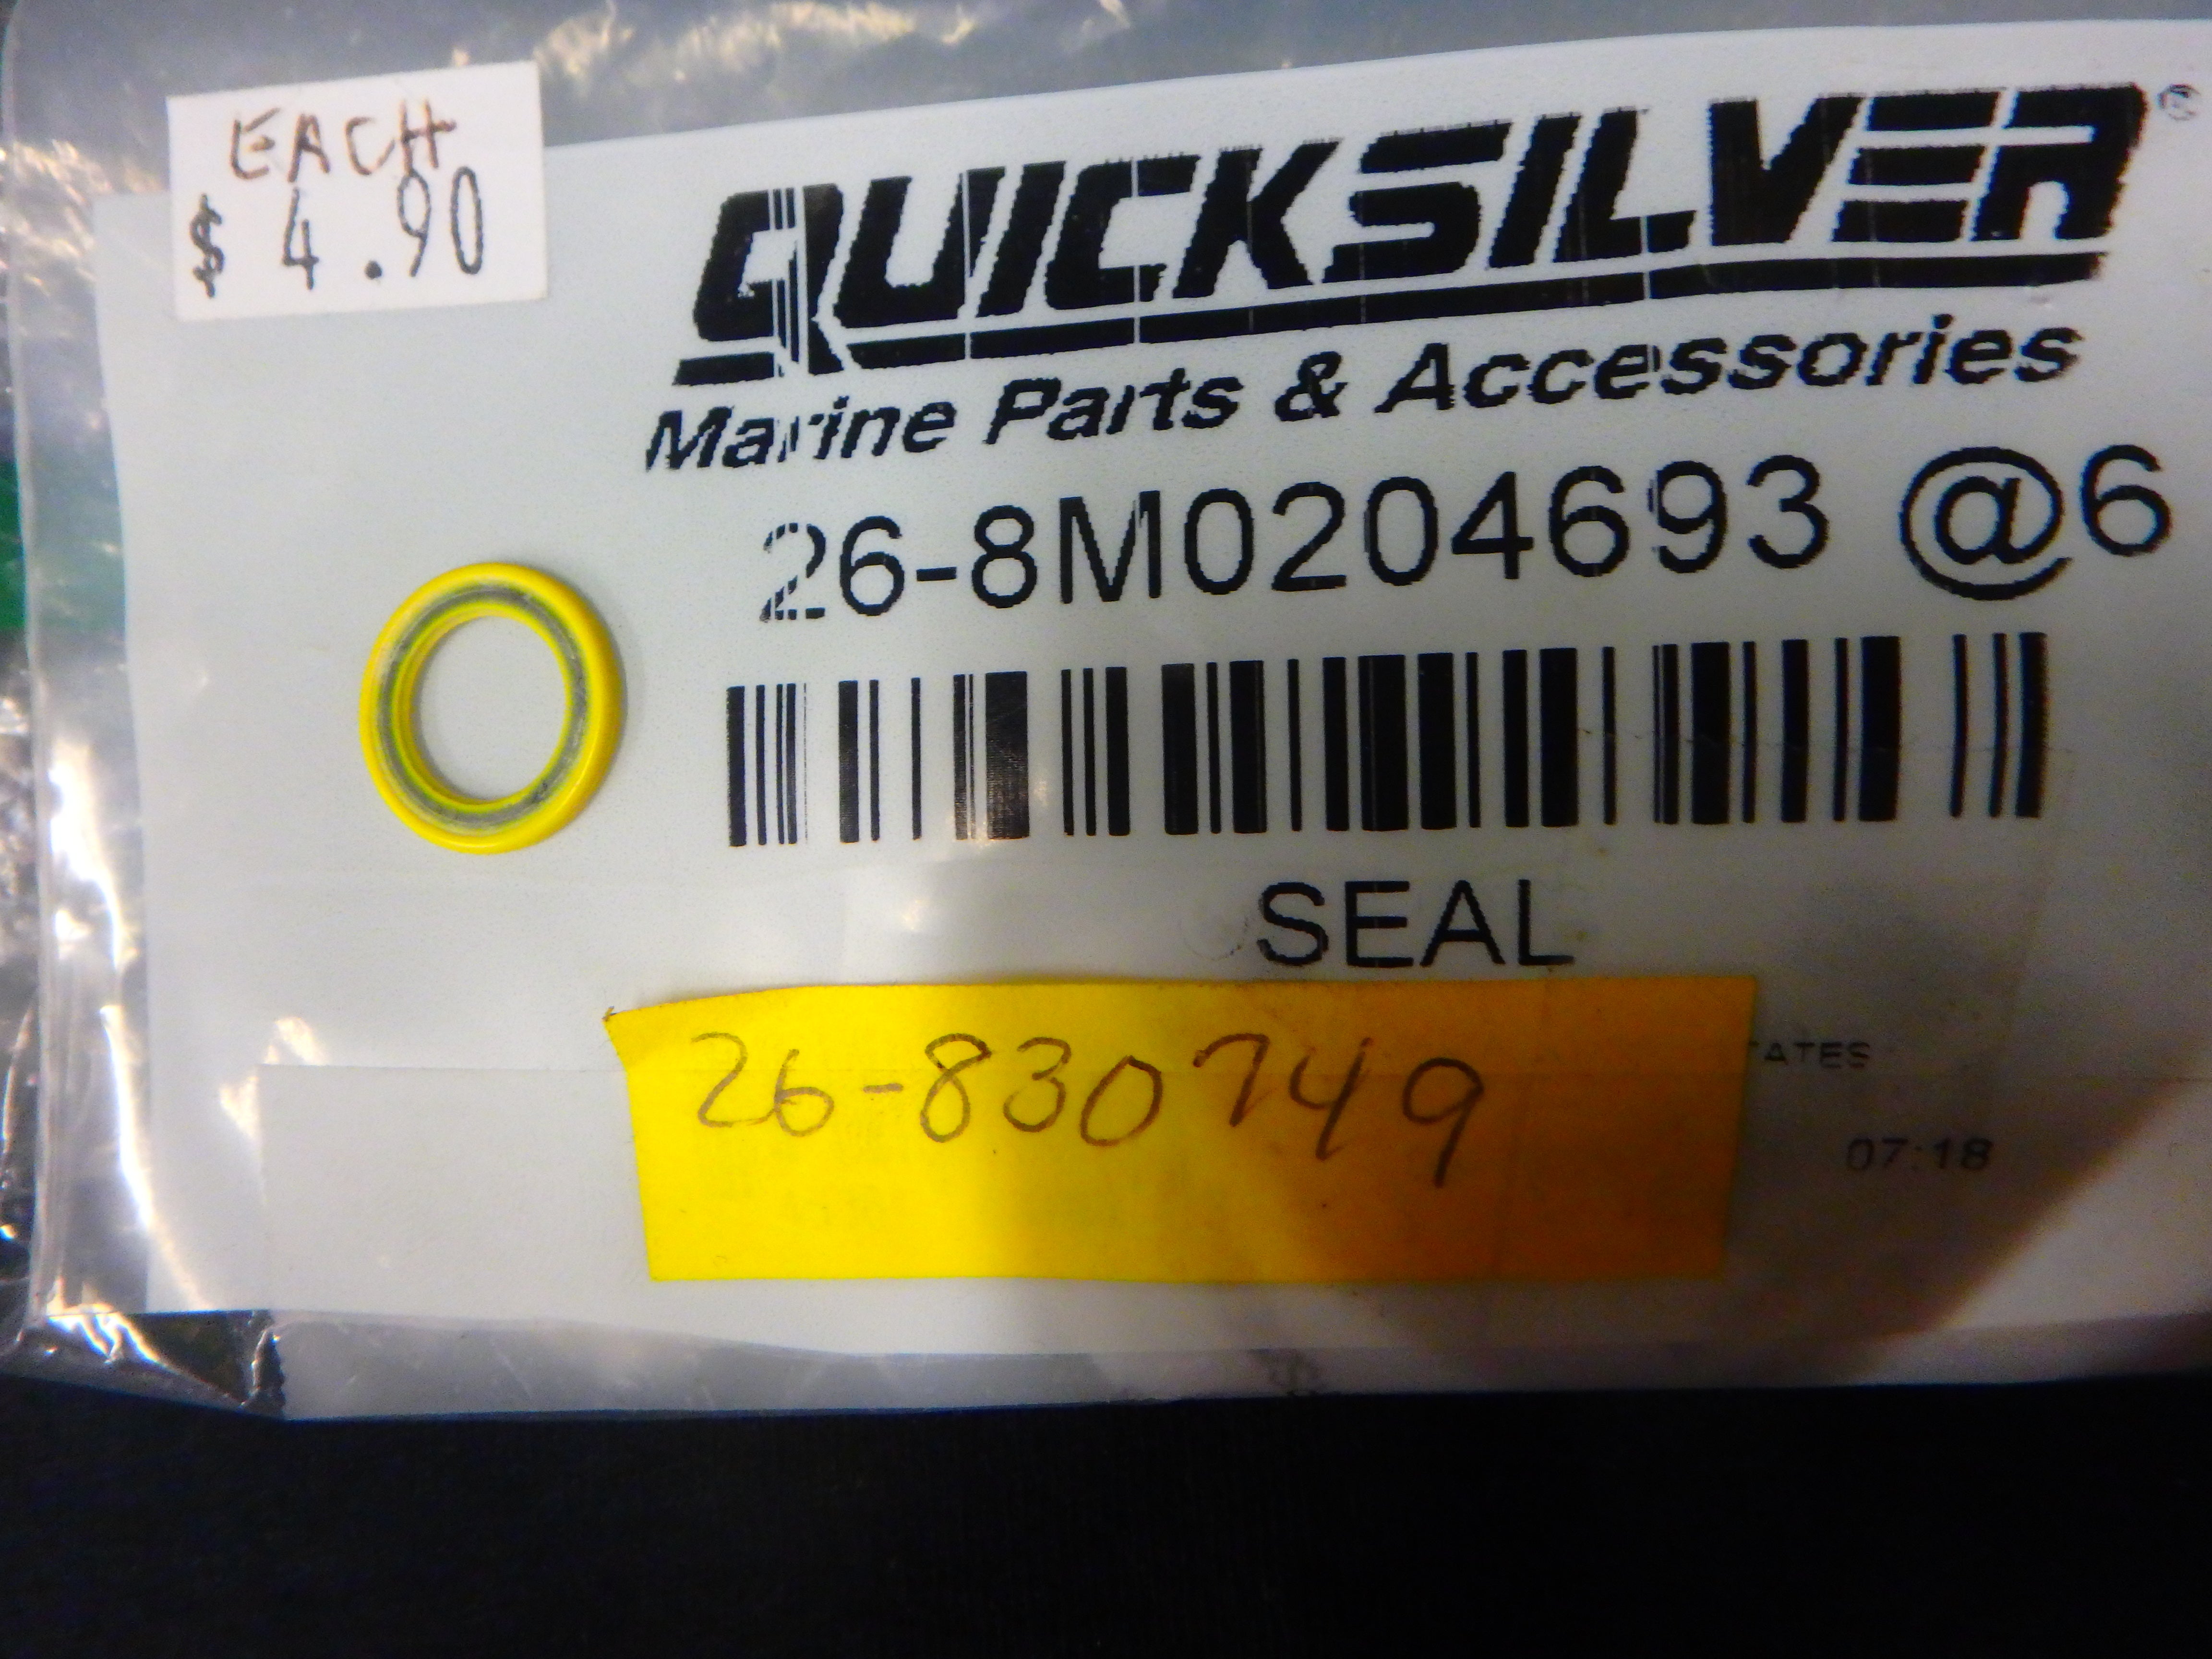 EACH
$ 4.90
QUICKSILVER®
Marine Parts & Accessories
26-8M0204693 @6
SEAL
26-830749
TATES
07:18